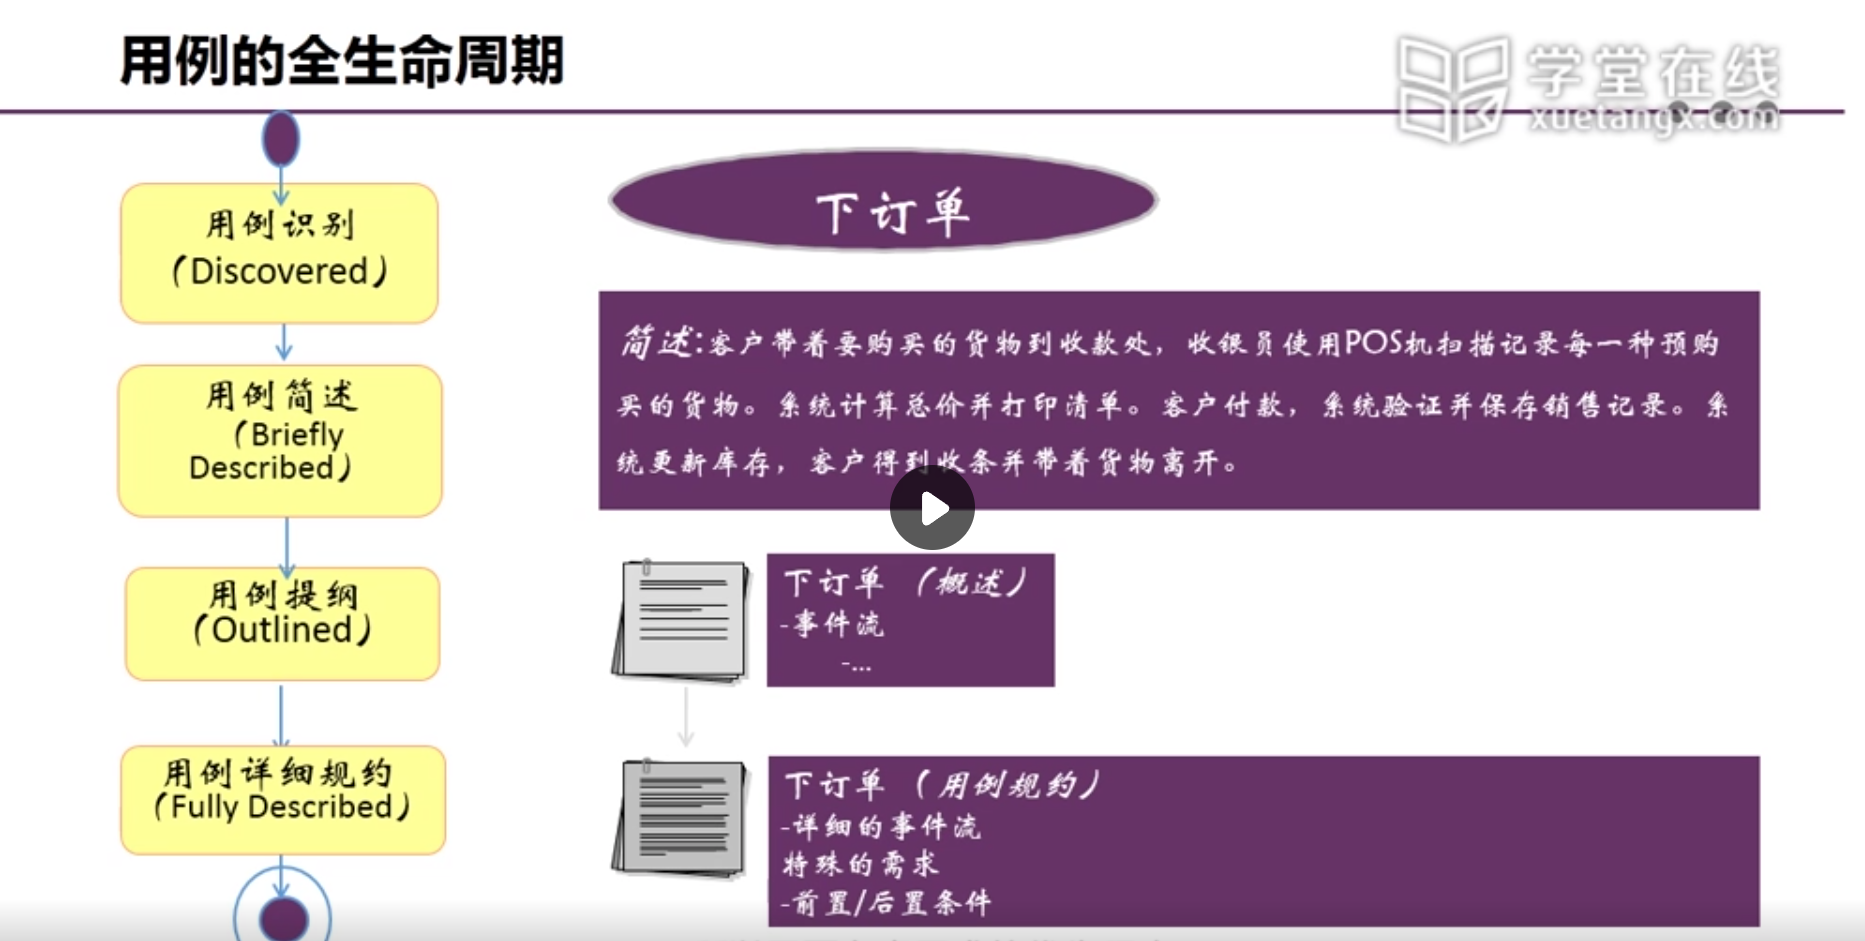 用例的全生命周期
学堂在线
xuetangx.com
用例识别
（Discovered）
用例简述
（Briefly
Described）
用例提纲
（Outlined）
用例详细规约
（Fully Described）
下订单
简述:客户带着要购买的货物到收款处，收银员使用POS机扫描记录每一种预购
买的货物。系统计算总价并打印清单。客户付款，系统验证并保存销售记录。系
统更新库存，客户得到收条并带着货物离开。
下订单 （概述）
-事件流
-...
下订单 （用例规约）
-详细的事件流
特殊的需求
-前置/后置条件